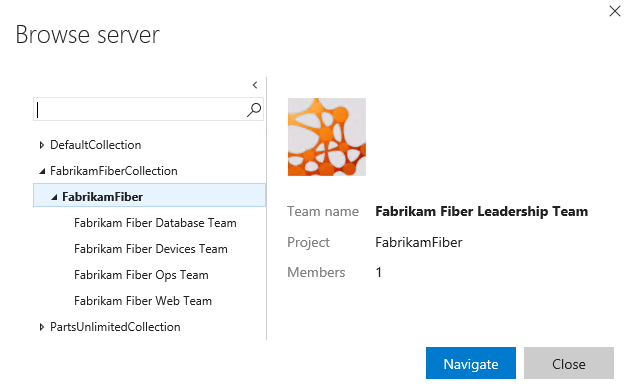 Browse server
DefaultCollection
FabrikamFiberCollection
FabrikamFiber
Fabrikam Fiber Database Team
Fabrikam Fiber Devices Team
Fabrikam Fiber Ops Team
Fabrikam Fiber Web Team
PartsUnlimitedCollection
Team name Fabrikam Fiber Leadership Team
Project FabrikamFiber
Members 1
Navigate Close